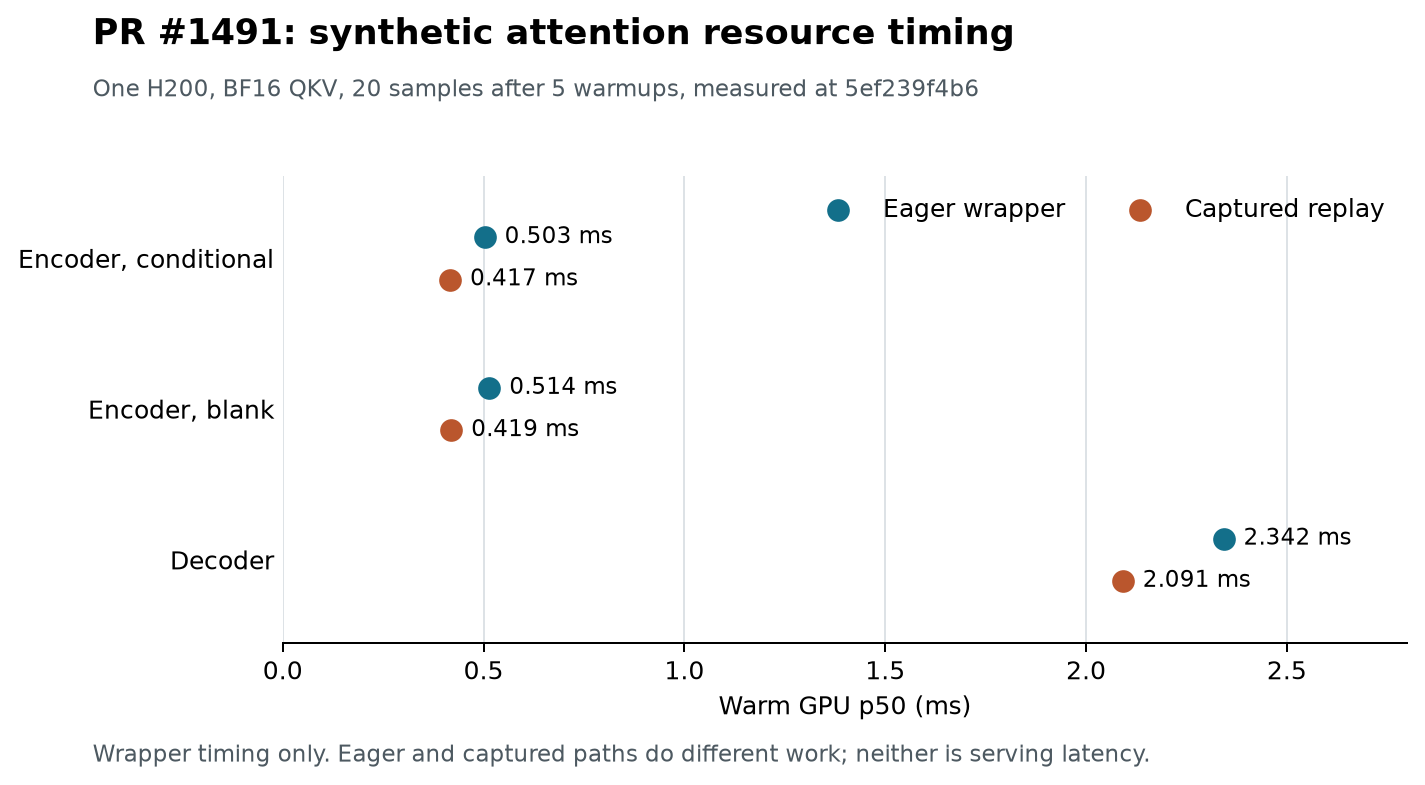 PR #1491: synthetic attention resource timing
One H200, BF16 QKV, 20 samples after 5 warmups, measured at 5ef239f4b6
Eager wrapper
Captured replay
Encoder, conditional
0.503 ms
0.417 ms
Encoder, blank
0.514 ms
0.419 ms
Decoder
2.342 ms
2.091 ms
0.0 0.5 1.0 1.5 2.0 2.5
Warm GPU p50 (ms)
Wrapper timing only. Eager and captured paths do different work; neither is serving latency.